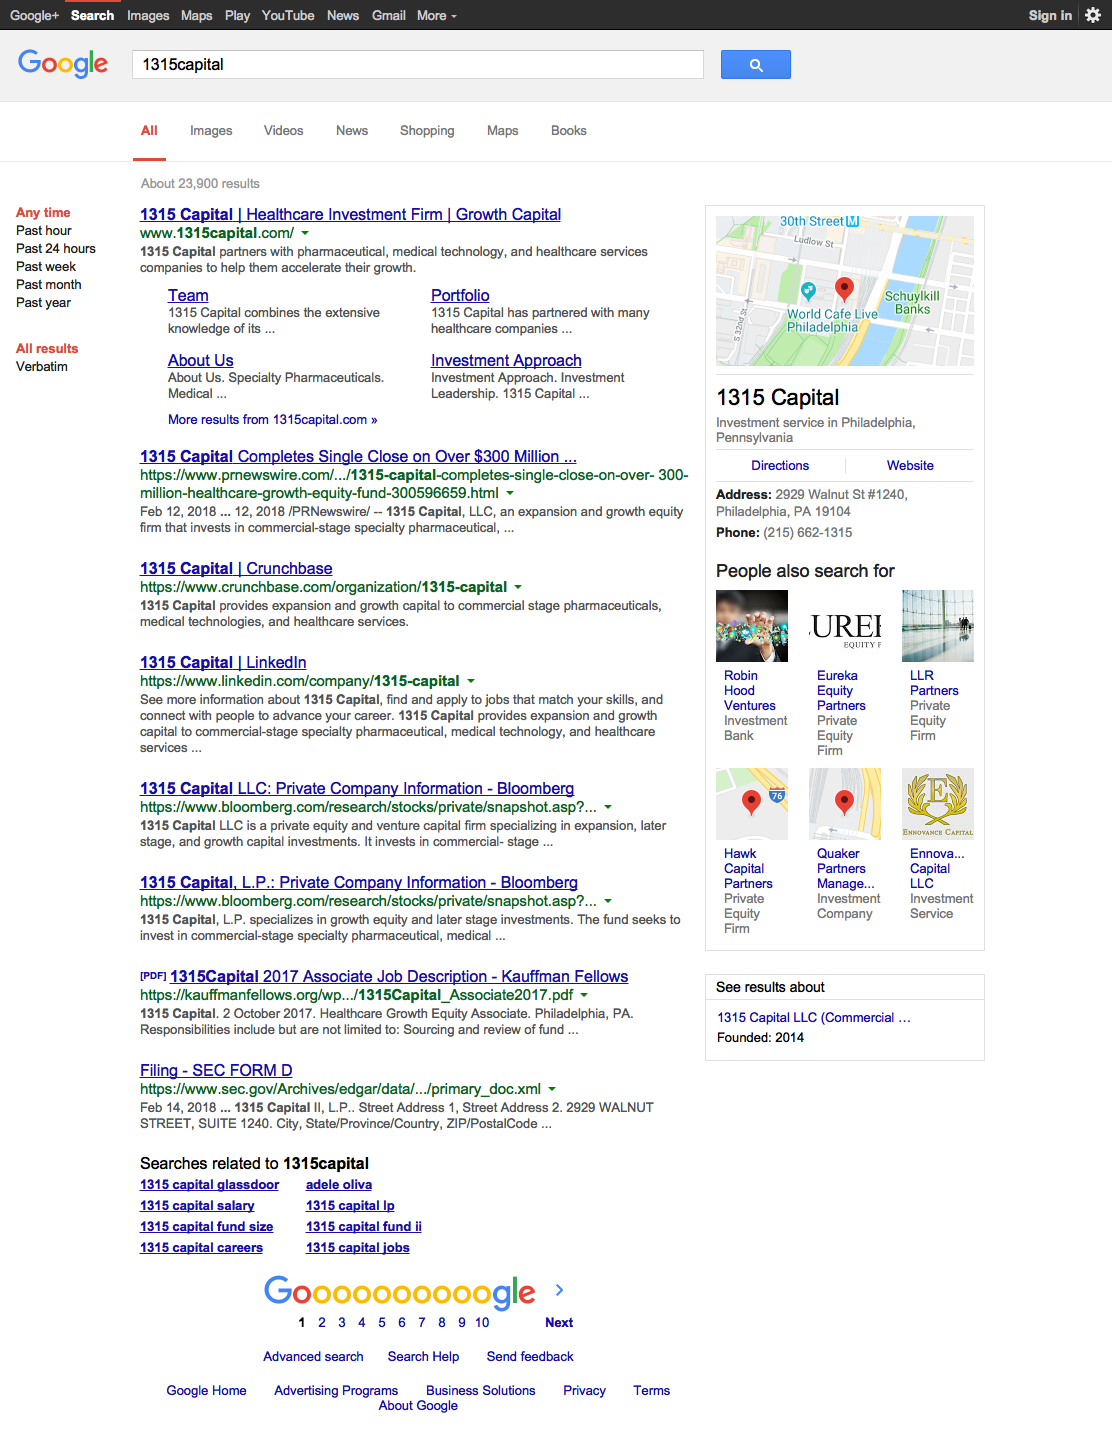 Google+ Search Images Maps Play YouTube News Gmail More Sign in
Google 1315capital
All Images Videos News Shopping Maps Books
About 23,900 results
Any time
Past hour
Past 24 hours
Past week
Past month
Past year
All results
Verbatim
1315 Capital | Healthcare Investment Firm | Growth Capital
www.1315capital.com/
1315 Capital partners with pharmaceutical, medical technology, and healthcare services
companies to help them accelerate their growth.
Team
1315 Capital combines the extensive
knowledge of its ...
Portfolio
1315 Capital has partnered with many
healthcare companies ...
About Us
About Us. Specialty Pharmaceuticals.
Medical ...
Investment Approach
Investment Approach. Investment
Leadership. 1315 Capital ...
More results from 1315capital.com »
1315 Capital Completes Single Close on Over $300 Million ...
https://www.prnewswire.com/.../1315-capital-completes-single-close-on-over- 300-
million-healthcare-growth-equity-fund-300596659.html
Feb 12, 2018 ... 12, 2018 /PRNewswire/ -- 1315 Capital, LLC, an expansion and growth equity
firm that invests in commercial-stage specialty pharmaceutical, ...
1315 Capital | Crunchbase
https://www.crunchbase.com/organization/1315-capital
1315 Capital provides expansion and growth capital to commercial stage pharmaceuticals,
medical technologies, and healthcare services.
1315 Capital | LinkedIn
https://www.linkedin.com/company/1315-capital
See more information about 1315 Capital, find and apply to jobs that match your skills, and
connect with people to advance your career. 1315 Capital provides expansion and growth
capital to commercial-stage specialty pharmaceutical, medical technology, and healthcare
services ...
1315 Capital LLC: Private Company Information - Bloomberg
https://www.bloomberg.com/research/stocks/private/snapshot.asp?...
1315 Capital LLC is a private equity and venture capital firm specializing in expansion, later
stage, and growth capital investments. It invests in commercial- stage ...
1315 Capital, L.P.: Private Company Information - Bloomberg
https://www.bloomberg.com/research/stocks/private/snapshot.asp?...
1315 Capital, L.P. specializes in growth equity and later stage investments. The fund seeks to
invest in commercial-stage specialty pharmaceutical, medical ...
[PDF] 1315Capital 2017 Associate Job Description - Kauffman Fellows
https://kauffmanfellows.org/wp.../1315Capital_Associate2017.pdf
1315 Capital. 2 October 2017. Healthcare Growth Equity Associate. Philadelphia, PA.
Responsibilities include but are not limited to: Sourcing and review of fund ...
Filing - SEC FORM D
https://www.sec.gov/Archives/edgar/data/.../primary_doc.xml
Feb 14, 2018 ... 1315 Capital II, L.P.. Street Address 1, Street Address 2. 2929 WALNUT
STREET, SUITE 1240. City, State/Province/Country, ZIP/PostalCode ...
30th Street M
Ludlow St
World Cafe Live
Philadelphia
Schuylkill
Banks
S 32nd St
1315 Capital
Investment service in Philadelphia,
Pennsylvania
Directions Website
Address: 2929 Walnut St #1240,
Philadelphia, PA 19104
Phone: (215) 662-1315
People also search for
UREK
EQUITY P
Robin
Hood
Ventures
Investment
Bank
Eureka
Equity
Partners
Private
Equity
Firm
LLR
Partners
Private
Equity
Firm
76
E
ENNOVANCE CAPITAL
Hawk
Capital
Partners
Private
Equity
Firm
Quaker
Partners
Manage...
Investment
Company
Ennova...
Capital
LLC
Investment
Service
See results about
1315 Capital LLC (Commercial ...
Founded: 2014
Searches related to 1315capital
1315 capital glassdoor adele oliva
1315 capital salary 1315 capital lp
1315 capital fund size 1315 capital fund ii
1315 capital careers 1315 capital jobs
Goooooooooogle
1 2 3 4 5 6 7 8 9 10 Next
Advanced search Search Help Send feedback
Google Home Advertising Programs Business Solutions Privacy Terms
About Google